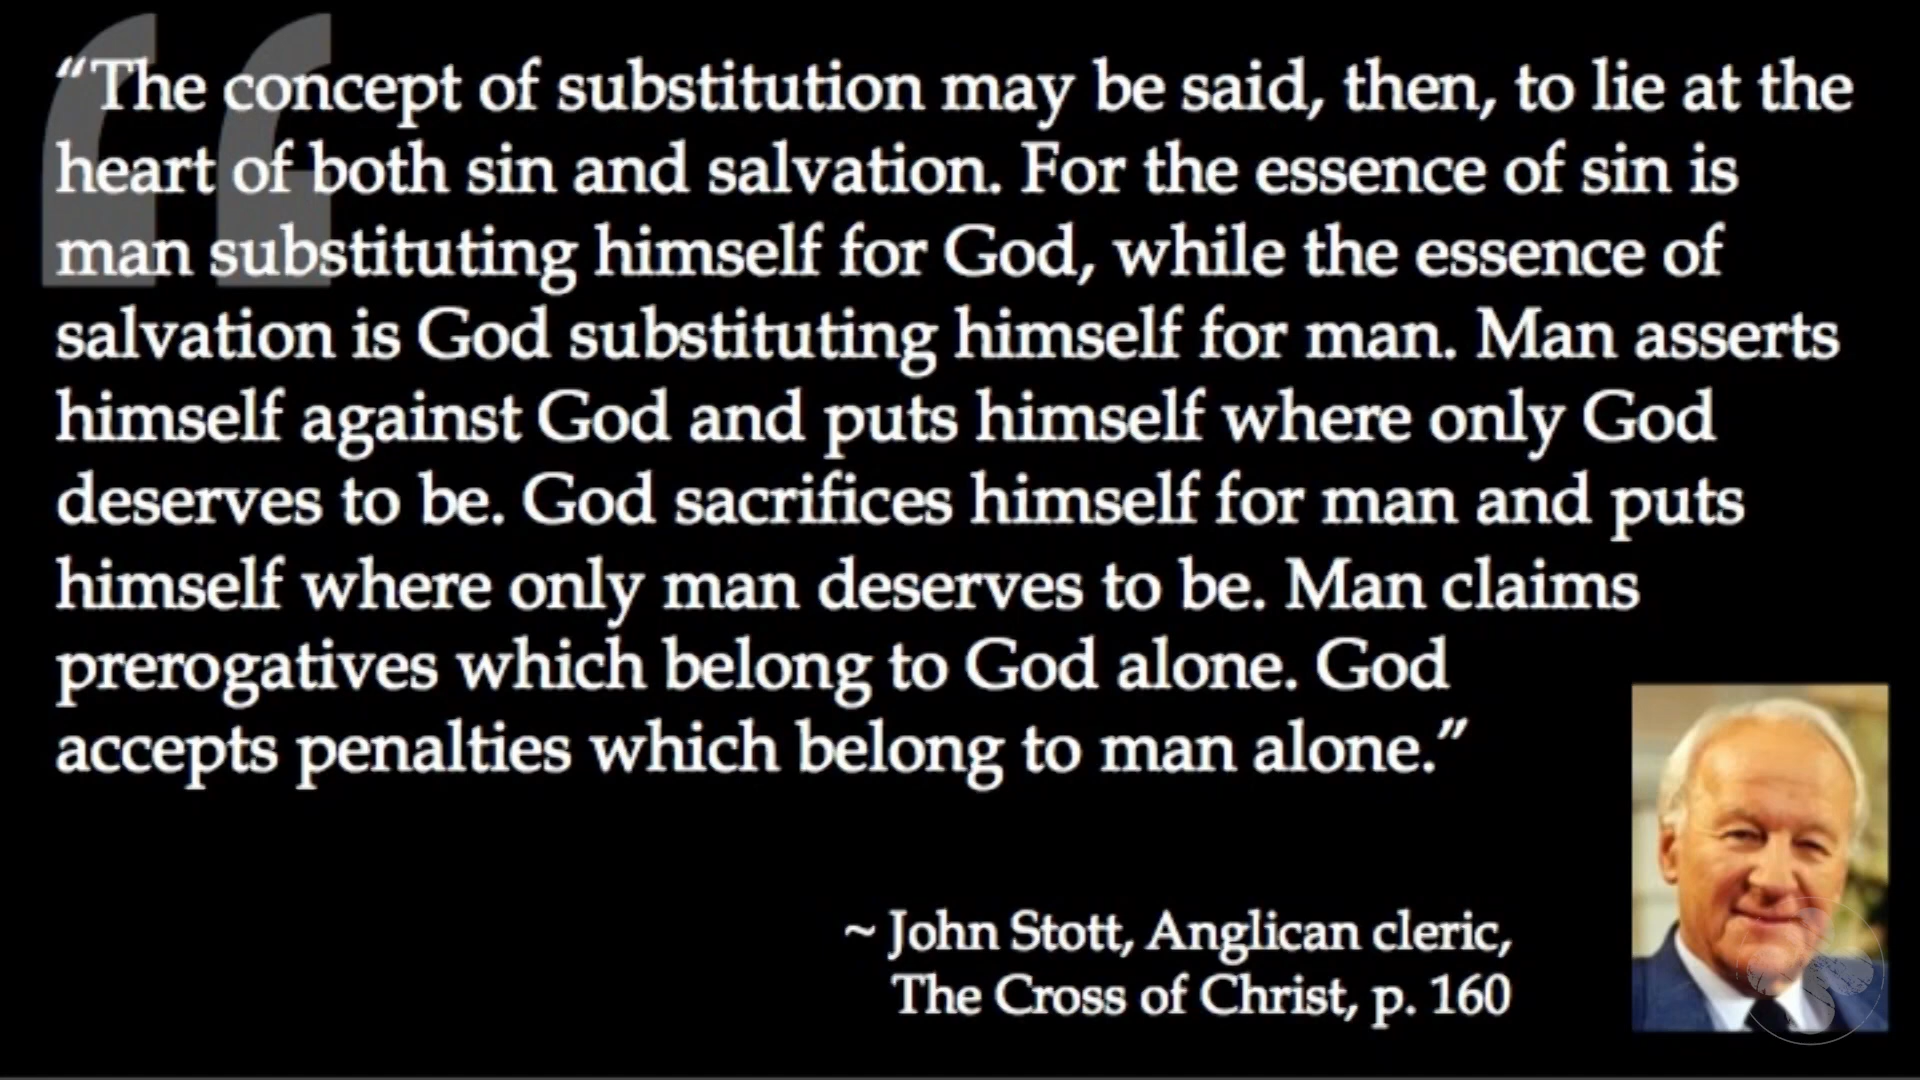 “The concept of substitution may be said, then, to lie at the
heart of both sin and salvation. For the essence of sin is
man substituting himself for God, while the essence of
salvation is God substituting himself for man. Man asserts
himself against God and puts himself where only God
deserves to be. God sacrifices himself for man and puts
himself where only man deserves to be. Man claims
prerogatives which belong to God alone. God
accepts penalties which belong to man alone.”
~ John Stott, Anglican cleric,
The Cross of Christ, p. 160